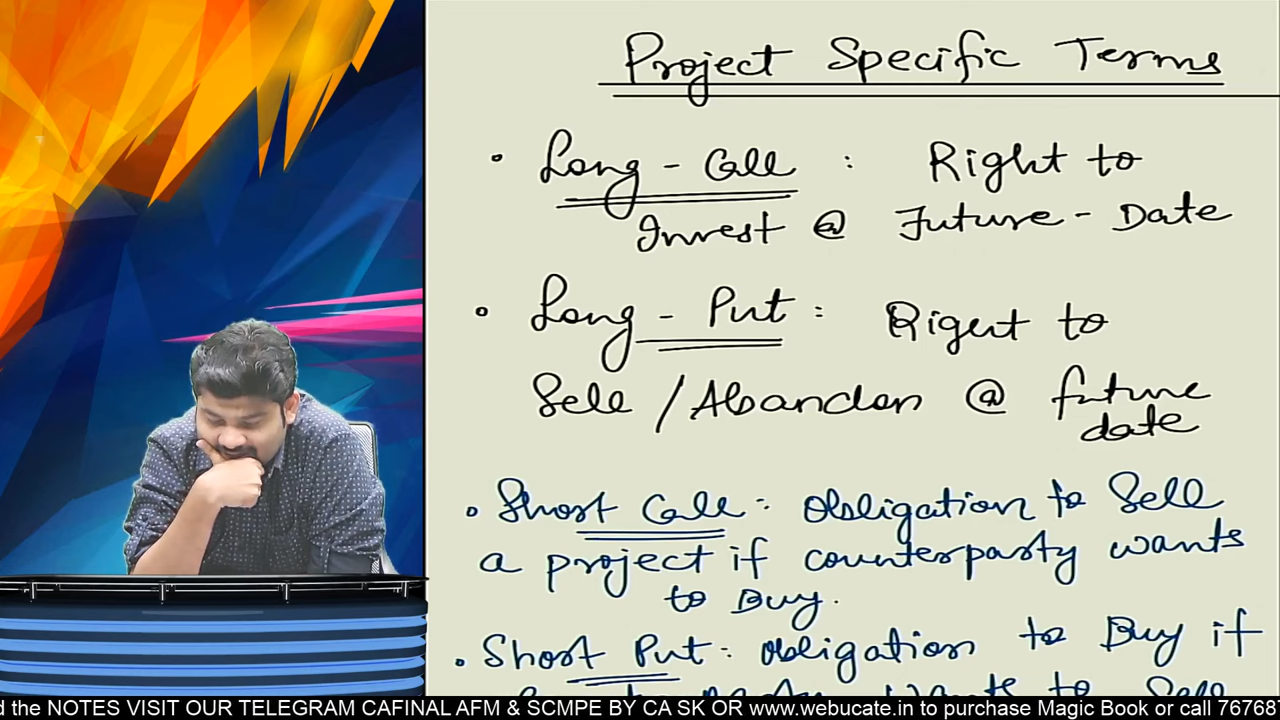 Project Specific Terms
• Long - Call : Right to
Invest @ Future - Date
• Long - Put : Right to
Sell / Abandon @ future
date
• Short Call : Obligation to Sell
a project if counterparty wants
to Buy.
• Short Put : Obligation to Buy if
wants to Sell
d the NOTES VISIT OUR TELEGRAM CAFINAL AFM & SCMPE BY CA SK OR www.webucate.in to purchase Magic Book or call 76768